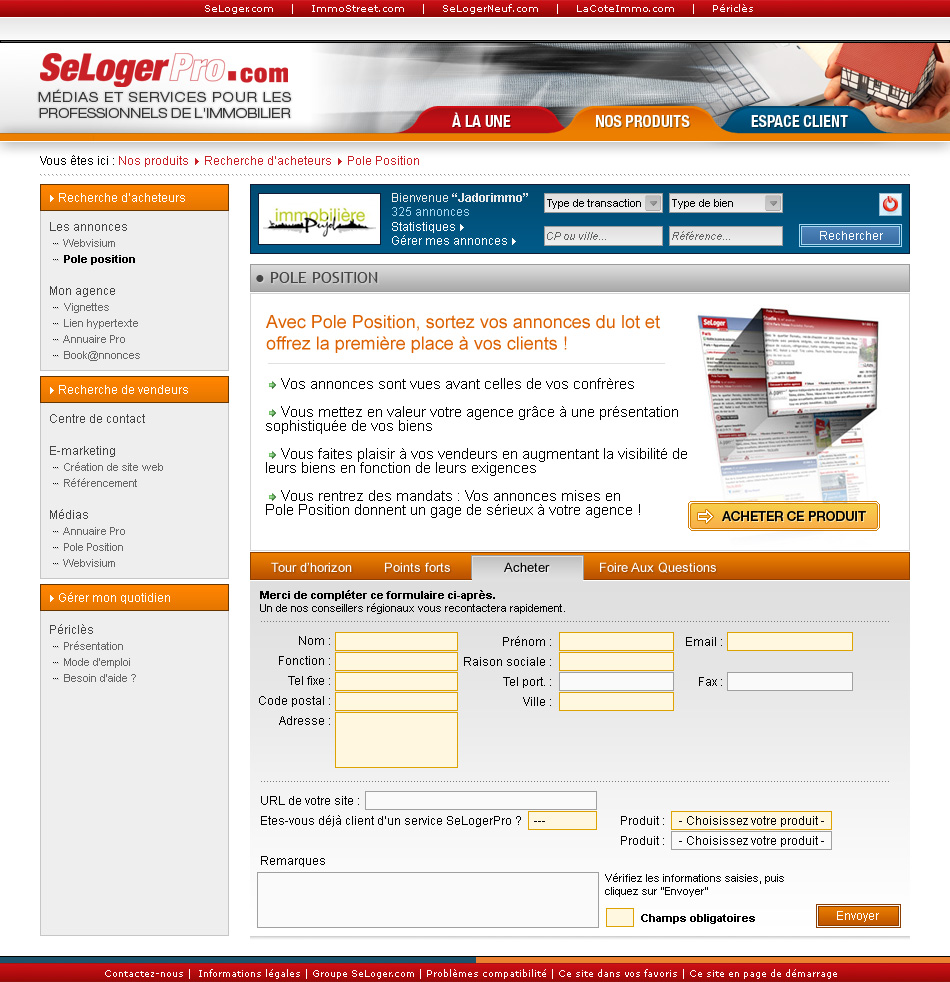 SeLoger.com | ImmoStreet.com | SeLogerNeuf.com | LaCoteImmo.com | Périclès
SeLogerPro.com
MÉDIAS ET SERVICES POUR LES
PROFESSIONNELS DE L'IMMOBILIER
À LA UNE
NOS PRODUITS
ESPACE CLIENT
Vous êtes ici : Nos produits Recherche d'acheteurs Pole Position
Recherche d'acheteurs
Les annonces
Webvisium
Pole position
Mon agence
Vignettes
Lien hypertexte
Annuaire Pro
Book@nnonces
Recherche de vendeurs
Centre de contact
E-marketing
Création de site web
Référencement
Médias
Annuaire Pro
Pole Position
Webvisium
Gérer mon quotidien
Périclès
Présentation
Mode d'emploi
Besoin d'aide ?
immobilière
Pujol
Bienvenue “Jadorimmo”
325 annonces
Statistiques
Gérer mes annonces
Type de transaction
Type de bien
CP ou ville...
Référence...
Rechercher
POLE POSITION
Avec Pole Position, sortez vos annonces du lot et
offrez la première place à vos clients !
Vos annonces sont vues avant celles de vos confrères
Vous mettez en valeur votre agence grâce à une présentation
sophistiquée de vos biens
Vous faites plaisir à vos vendeurs en augmentant la visibilité de
leurs biens en fonction de leurs exigences
Vous rentrez des mandats : Vos annonces mises en
Pole Position donnent un gage de sérieux à votre agence !
SeLoger
ACHETER CE PRODUIT
Tour d'horizon
Points forts
Acheter
Foire Aux Questions
Merci de compléter ce formulaire ci-après.
Un de nos conseillers régionaux vous recontactera rapidement.
Nom :
Prénom :
Email :
Fonction :
Raison sociale :
Tel fixe :
Tel port. :
Fax :
Code postal :
Ville :
Adresse :
URL de votre site :
Etes-vous déjà client d'un service SeLogerPro ? ---
Produit : - Choisissez votre produit -
Produit : - Choisissez votre produit -
Remarques
Vérifiez les informations saisies, puis
cliquez sur "Envoyer"
Champs obligatoires
Envoyer
Contactez-nous | Informations légales | Groupe SeLoger.com | Problèmes compatibilité | Ce site dans vos favoris | Ce site en page de démarrage